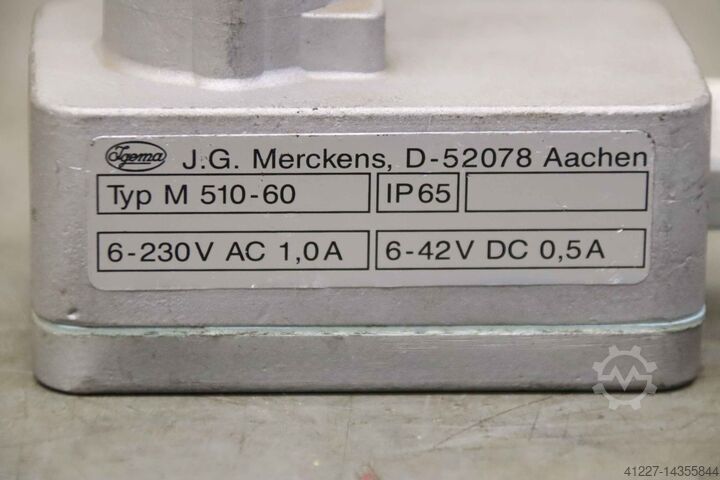 Igema J.G. Merckens, D-52078 Aachen
Typ M 510-60 IP65
6-230V AC 1,0A 6-42V DC 0,5A
41227-14355844